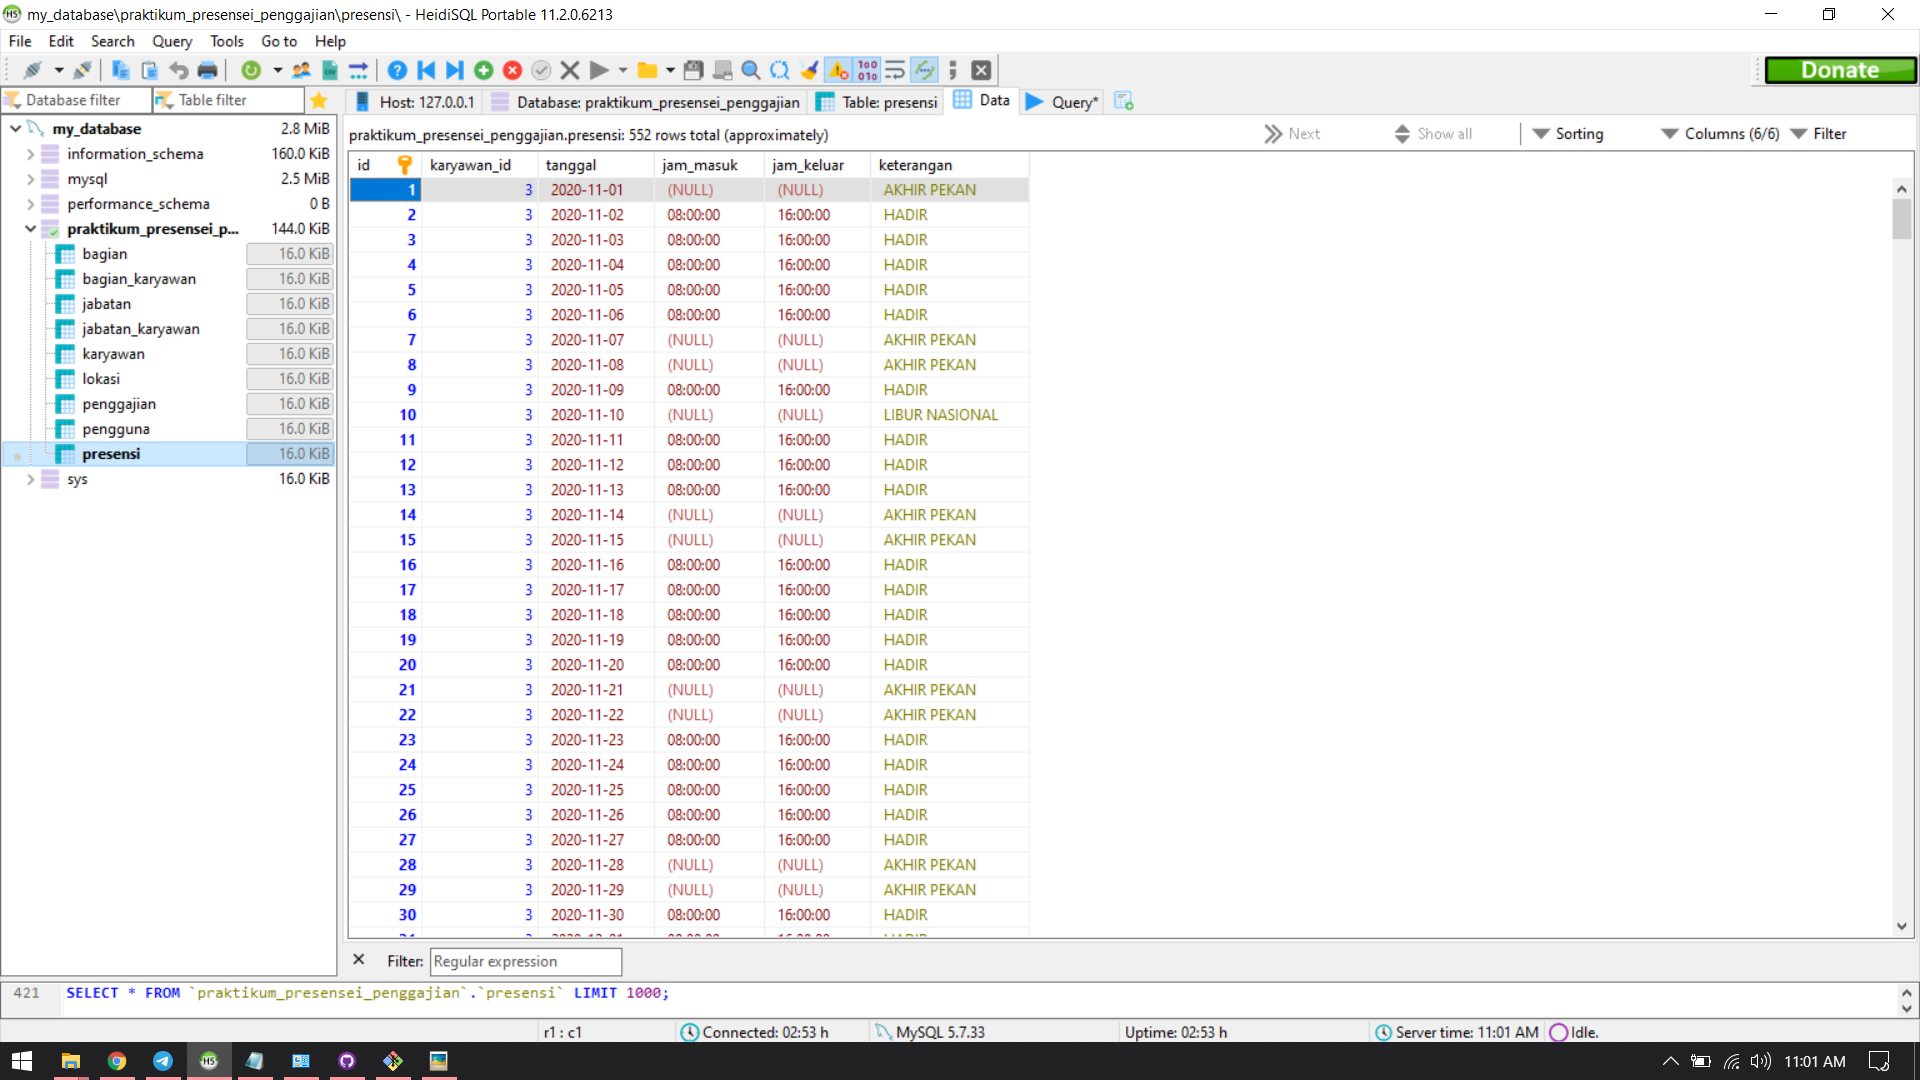 my_database\praktikum_presensei_penggajian\presensi\ - HeidiSQL Portable 11.2.0.6213
File Edit Search Query Tools Go to Help
Donate
Database filter Table filter Host: 127.0.0.1 Database: praktikum_presensei_penggajian Table: presensi Data Query*
my_database 2.8 MiB
information_schema 160.0 KiB
mysql 2.5 MiB
performance_schema 0 B
praktikum_presensei_p... 144.0 KiB
bagian 16.0 KiB
bagian_karyawan 16.0 KiB
jabatan 16.0 KiB
jabatan_karyawan 16.0 KiB
karyawan 16.0 KiB
lokasi 16.0 KiB
penggajian 16.0 KiB
pengguna 16.0 KiB
presensi 16.0 KiB
sys 16.0 KiB
praktikum_presensei_penggajian.presensi: 552 rows total (approximately) Next Show all Sorting Columns (6/6) Filter
id karyawan_id tanggal jam_masuk jam_keluar keterangan
1 3 2020-11-01 (NULL) (NULL) AKHIR PEKAN
2 3 2020-11-02 08:00:00 16:00:00 HADIR
3 3 2020-11-03 08:00:00 16:00:00 HADIR
4 3 2020-11-04 08:00:00 16:00:00 HADIR
5 3 2020-11-05 08:00:00 16:00:00 HADIR
6 3 2020-11-06 08:00:00 16:00:00 HADIR
7 3 2020-11-07 (NULL) (NULL) AKHIR PEKAN
8 3 2020-11-08 (NULL) (NULL) AKHIR PEKAN
9 3 2020-11-09 08:00:00 16:00:00 HADIR
10 3 2020-11-10 (NULL) (NULL) LIBUR NASIONAL
11 3 2020-11-11 08:00:00 16:00:00 HADIR
12 3 2020-11-12 08:00:00 16:00:00 HADIR
13 3 2020-11-13 08:00:00 16:00:00 HADIR
14 3 2020-11-14 (NULL) (NULL) AKHIR PEKAN
15 3 2020-11-15 (NULL) (NULL) AKHIR PEKAN
16 3 2020-11-16 08:00:00 16:00:00 HADIR
17 3 2020-11-17 08:00:00 16:00:00 HADIR
18 3 2020-11-18 08:00:00 16:00:00 HADIR
19 3 2020-11-19 08:00:00 16:00:00 HADIR
20 3 2020-11-20 08:00:00 16:00:00 HADIR
21 3 2020-11-21 (NULL) (NULL) AKHIR PEKAN
22 3 2020-11-22 (NULL) (NULL) AKHIR PEKAN
23 3 2020-11-23 08:00:00 16:00:00 HADIR
24 3 2020-11-24 08:00:00 16:00:00 HADIR
25 3 2020-11-25 08:00:00 16:00:00 HADIR
26 3 2020-11-26 08:00:00 16:00:00 HADIR
27 3 2020-11-27 08:00:00 16:00:00 HADIR
28 3 2020-11-28 (NULL) (NULL) AKHIR PEKAN
29 3 2020-11-29 (NULL) (NULL) AKHIR PEKAN
30 3 2020-11-30 08:00:00 16:00:00 HADIR
Filter: Regular expression
421 SELECT * FROM `praktikum_presensei_penggajian`.`presensi` LIMIT 1000;
r1 : c1 Connected: 02:53 h MySQL 5.7.33 Uptime: 02:53 h Server time: 11:01 AM Idle.
11:01 AM